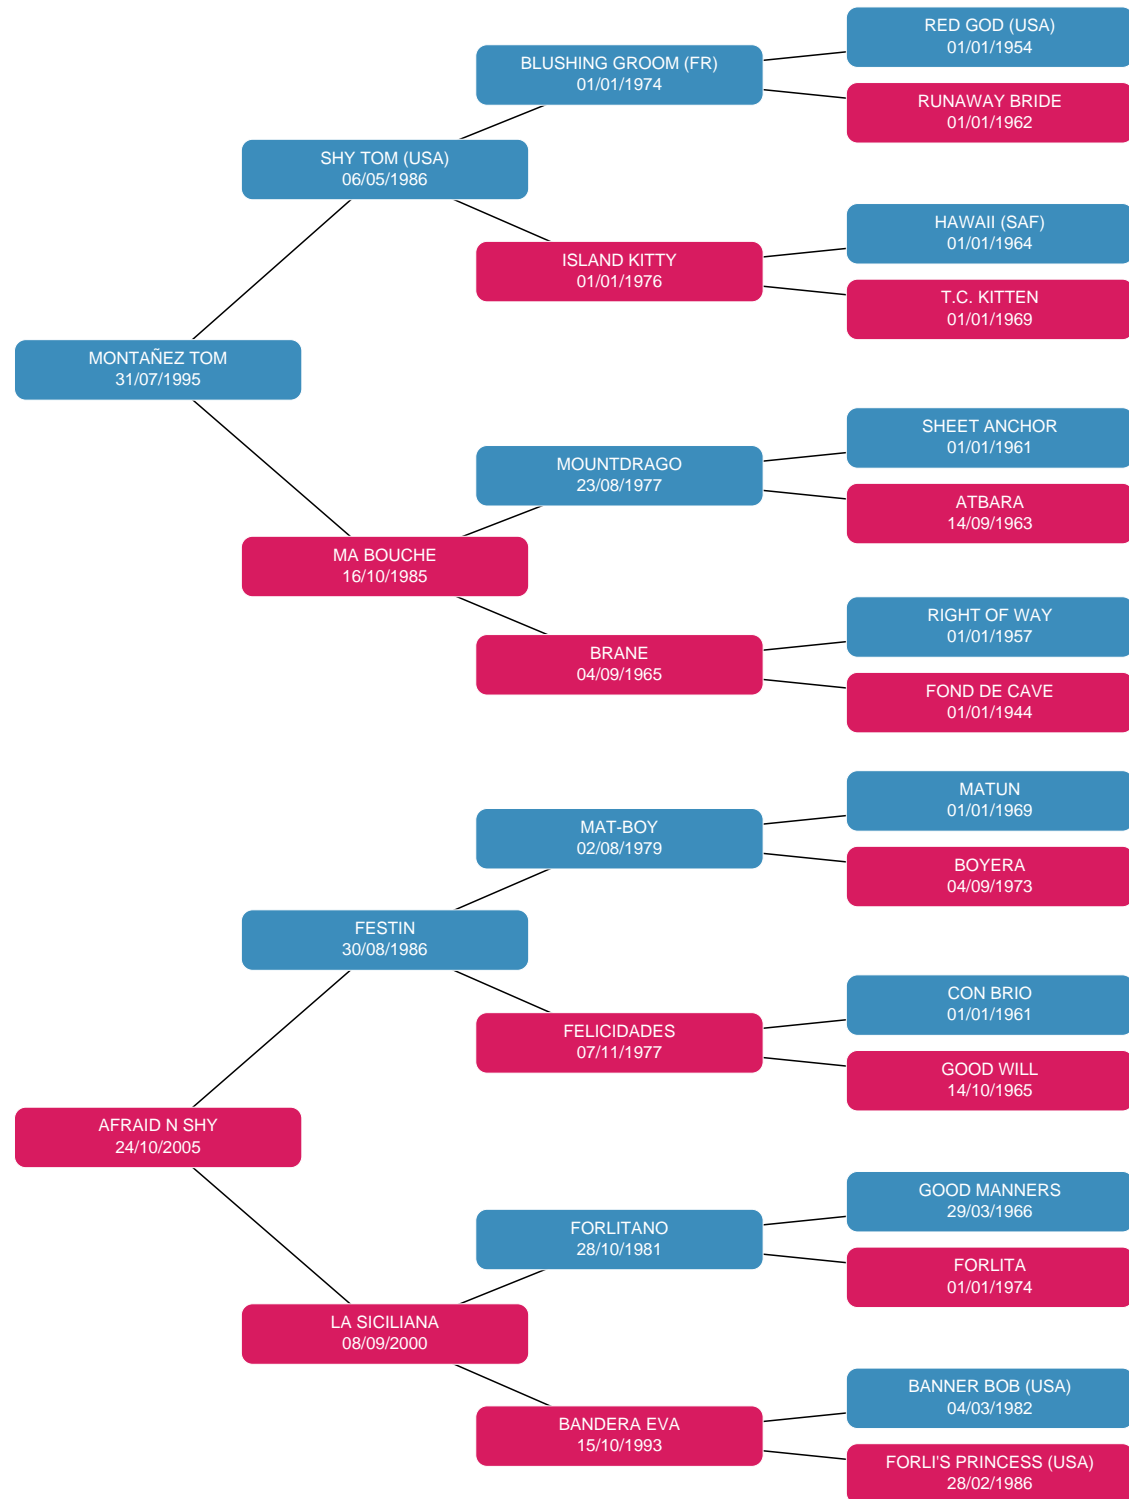 RED GOD (USA)
01/01/1954
BLUSHING GROOM (FR)
01/01/1974
RUNAWAY BRIDE
01/01/1962
SHY TOM (USA)
06/05/1986
HAWAII (SAF)
01/01/1964
ISLAND KITTY
01/01/1976
T.C. KITTEN
01/01/1969
MONTAÑEZ TOM
31/07/1995
SHEET ANCHOR
01/01/1961
MOUNTDRAGO
23/08/1977
ATBARA
14/09/1963
MA BOUCHE
16/10/1985
RIGHT OF WAY
01/01/1957
BRANE
04/09/1965
FOND DE CAVE
01/01/1944
MATUN
01/01/1969
MAT-BOY
02/08/1979
BOYERA
04/09/1973
FESTIN
30/08/1986
CON BRIO
01/01/1961
FELICIDADES
07/11/1977
GOOD WILL
14/10/1965
AFRAID N SHY
24/10/2005
GOOD MANNERS
29/03/1966
FORLITANO
28/10/1981
FORLITA
01/01/1974
LA SICILIANA
08/09/2000
BANNER BOB (USA)
04/03/1982
BANDERA EVA
15/10/1993
FORLI'S PRINCESS (USA)
28/02/1986